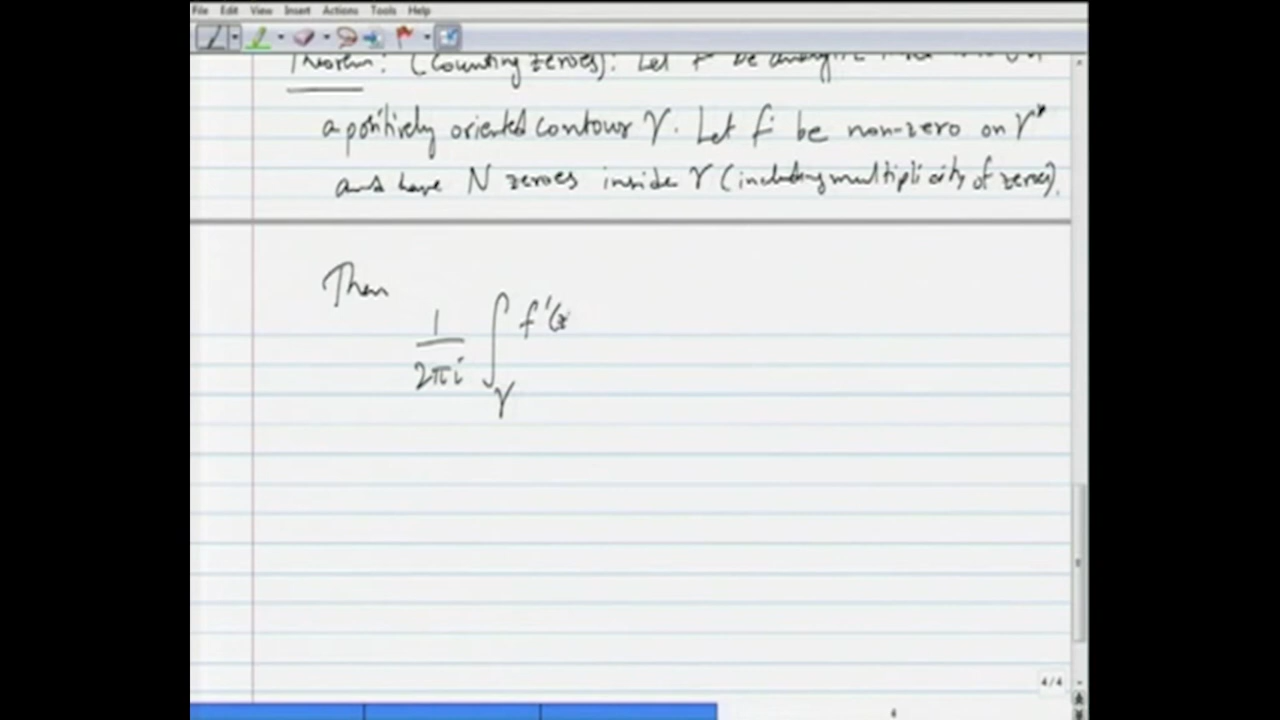 File Edit View Insert Actions Tools Help
Theorem: (Counting zeroes): Let f be
a positively oriented contour γ. Let f be non-zero on γ*
and have N zeroes inside γ (including multiplicity of zeroes).
Then
1/2πi ∫γ f'(z
4/4
4